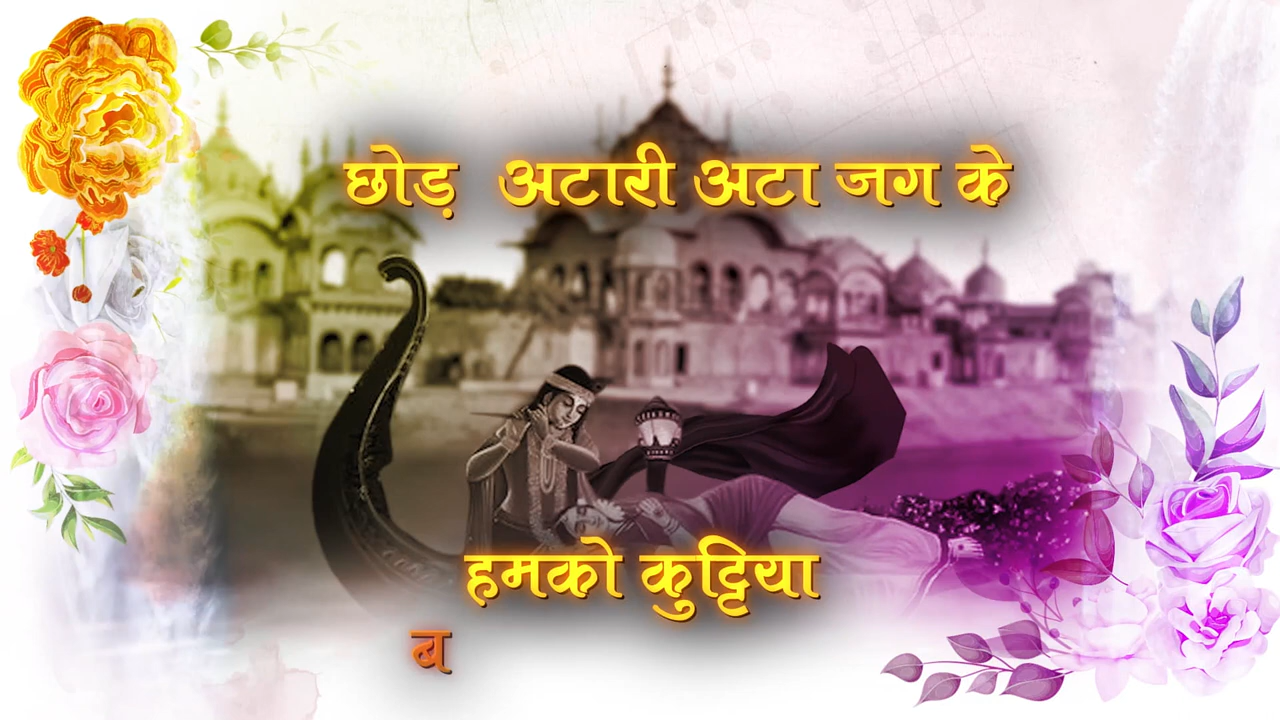 छोड़ अटारी अटा जग के
हमको कुट्टिया
ब